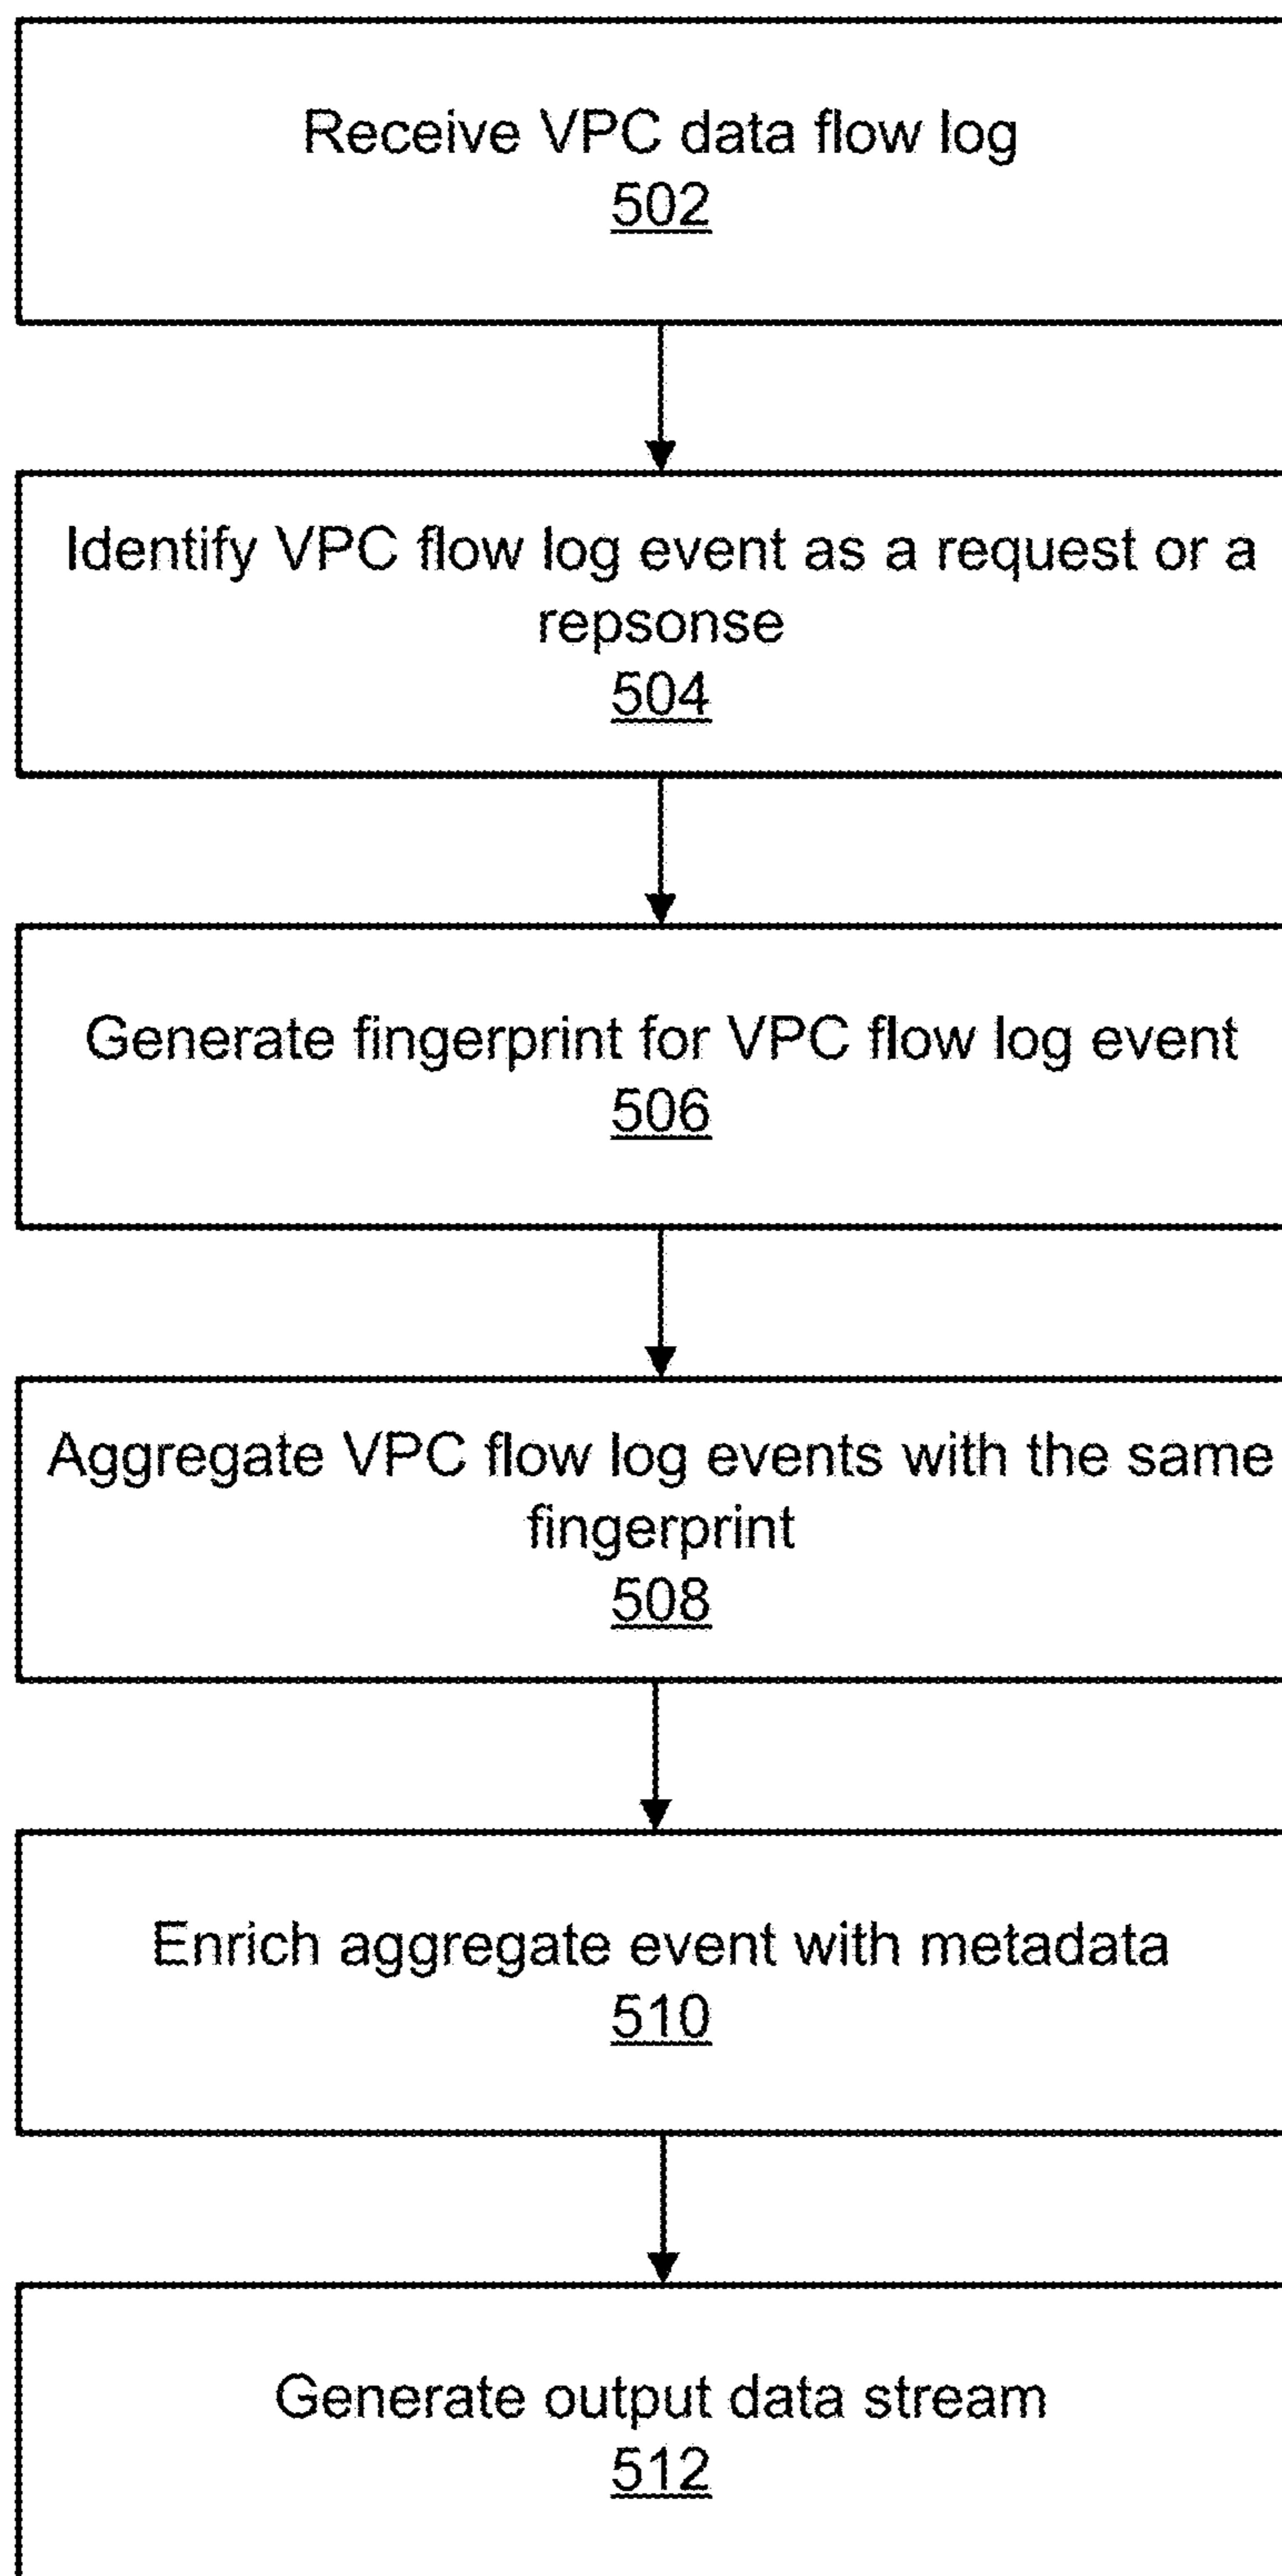 Receive VPC data flow log
502
Identify VPC flow log event as a request or a
repsonse
504
Generate fingerprint for VPC flow log event
506
Aggregate VPC flow log events with the same
fingerprint
508
Enrich aggregate event with metadata
510
Generate output data stream
512